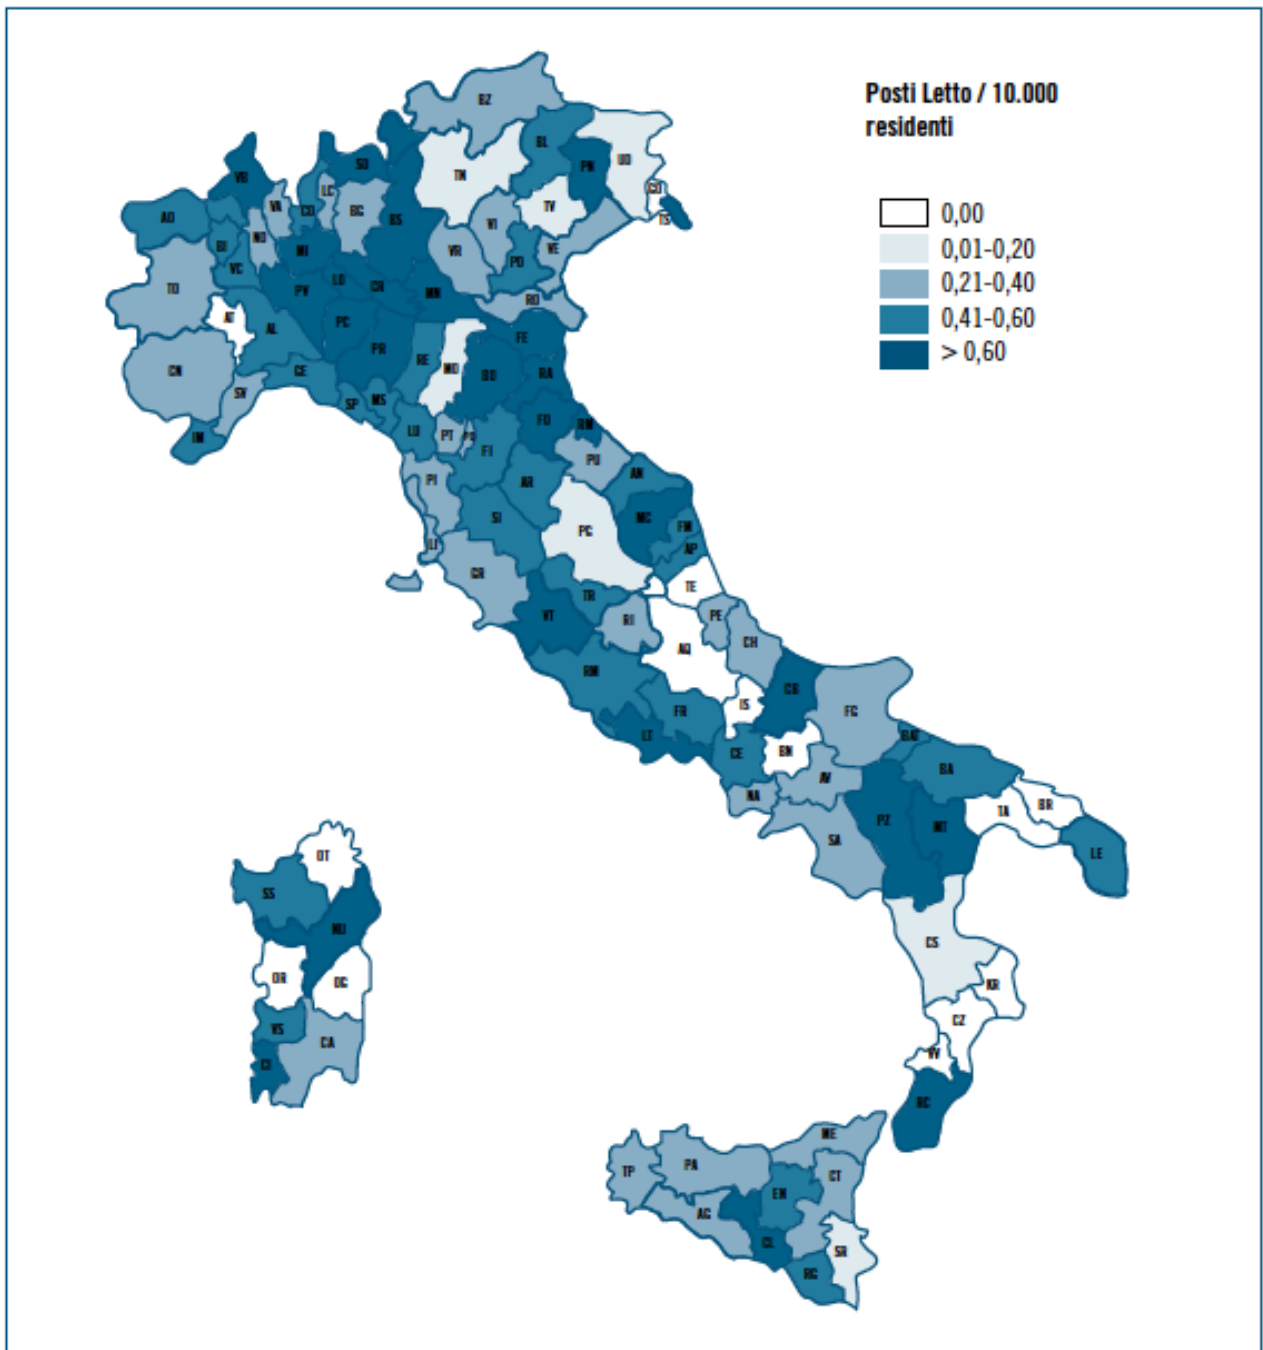 Posti Letto / 10.000
residenti
0,00
0,01-0,20
0,21-0,40
0,41-0,60
> 0,60
BZ
BL
UD
PN
SO
TN
VB
LC
GO
VA
BG
TV
CO
BS
AO
TS
VI
NO
BI
MI
VR
VE
PD
VC
LO
TO
CR
PV
MN
RO
AT
PC
AL
FE
PR
RE
MO
CN
GE
BO
RA
SV
MS
SP
FO
RN
LU
PT
PO
IM
FI
PU
AN
PI
AR
SI
MC
FM
PG
LI
AP
GR
TE
TR
VT
RI
PE
CH
AQ
RM
CB
IS
FR
FG
LT
BAT
CE
BN
BA
AV
NA
BR
TA
PZ
MT
SA
LE
OT
SS
NU
CS
OR
OG
KR
CZ
VS
CA
VV
CI
RC
ME
PA
TP
CT
EN
AG
CL
SR
RG